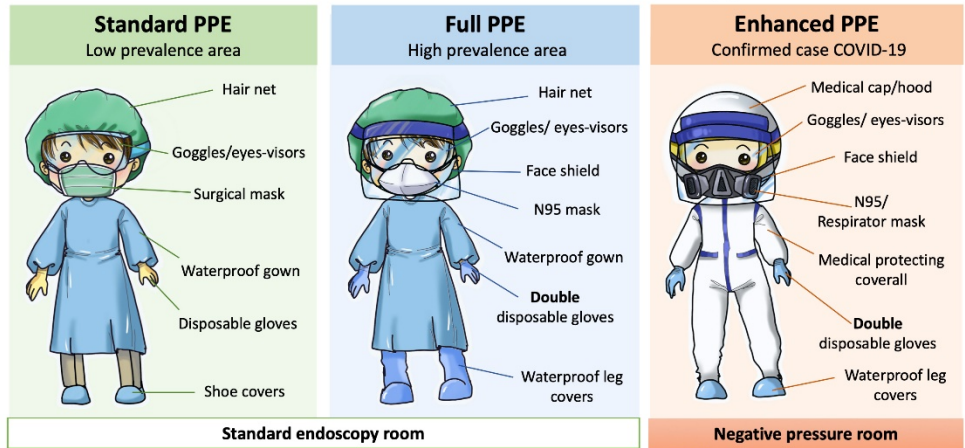 Standard PPE
Low prevalence area
Hair net
Goggles/eyes-visors
Surgical mask
Waterproof gown
Disposable gloves
Shoe covers
Full PPE
High prevalence area
Hair net
Goggles/ eyes-visors
Face shield
N95 mask
Waterproof gown
Double
disposable gloves
Waterproof leg
covers
Standard endoscopy room
Enhanced PPE
Confirmed case COVID-19
Medical cap/hood
Goggles/ eyes-visors
Face shield
N95/
Respirator mask
Medical protecting
coverall
Double
disposable gloves
Waterproof leg
covers
Negative pressure room